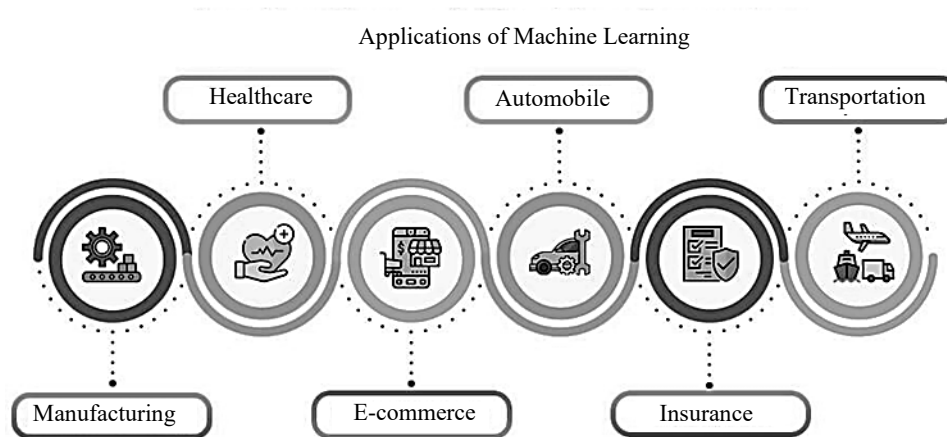 Applications of Machine Learning
Healthcare
Automobile
Transportation
Manufacturing
E-commerce
Insurance